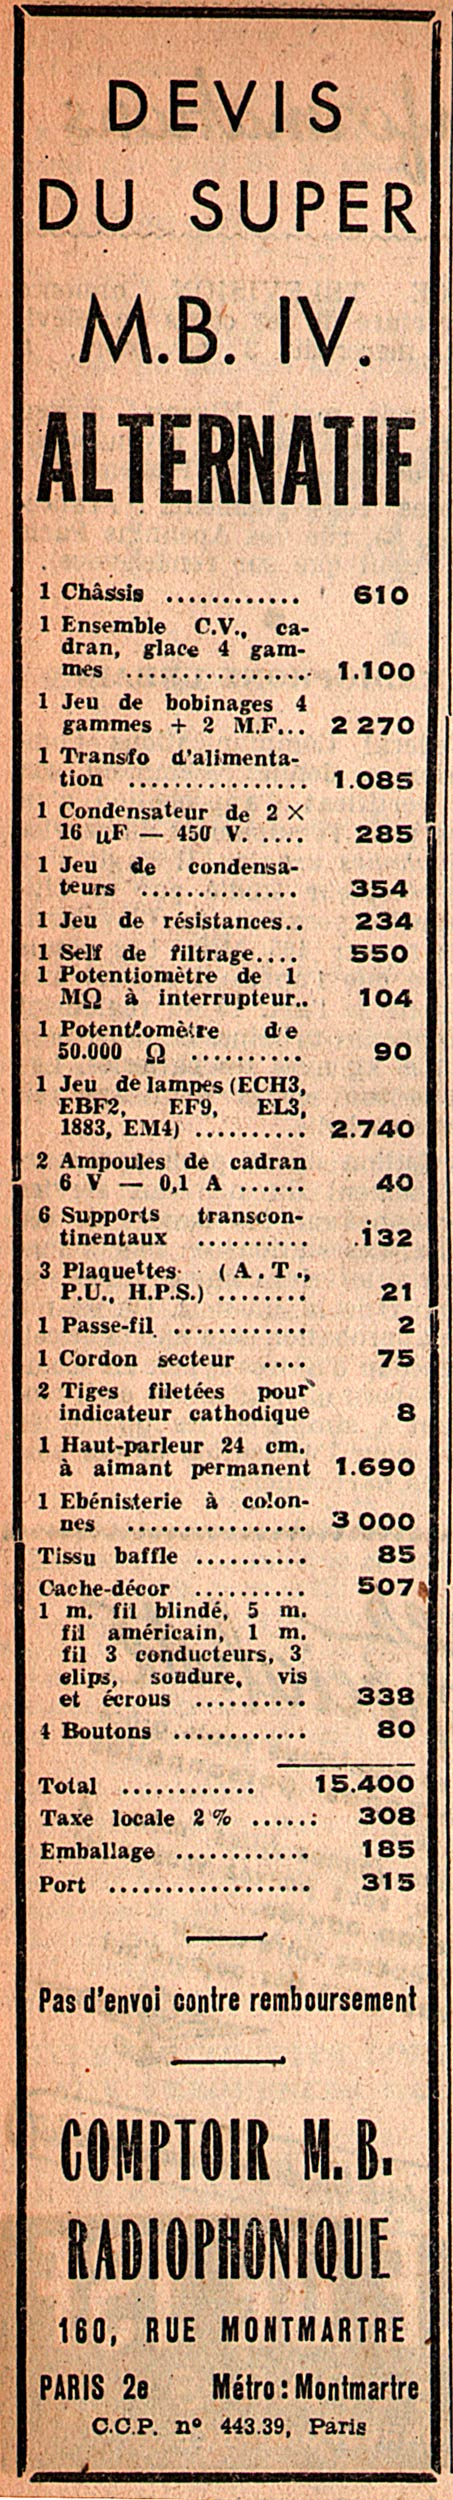 DEVIS
DU SUPER
M.B. IV.
ALTERNATIF
1 Châssis ............ 610
1 Ensemble C.V., ca-
dran, glace 4 gam-
mes ................. 1.100
1 Jeu de bobinages 4
gammes + 2 M.F... 2 270
1 Transfo d'alimenta-
tion ................ 1.085
1 Condensateur de 2 ×
16 µF — 450 V. .... 285
1 Jeu de condensa-
teurs .............. 354
1 Jeu de résistances.. 234
1 Self de filtrage.... 550
1 Potentiomètre de 1
MΩ à interrupteur.. 104
1 Potentiomètre de
50.000 Ω .......... 90
1 Jeu de lampes (ECH3,
EBF2, EF9, EL3,
1883, EM4) .......... 2.740
2 Ampoules de cadran
6 V — 0,1 A ...... 40
6 Supports transcon-
tinentaux .......... 132
3 Plaquettes (A.T.,
P.U., H.P.S.) ........ 21
1 Passe-fil ............ 2
1 Cordon secteur .... 75
2 Tiges filetées pour
indicateur cathodique 8
1 Haut-parleur 24 cm.
à aimant permanent 1.690
1 Ebénisterie à colon-
nes ................ 3 000
Tissu baffle .......... 85
Cache-décor .......... 507
1 m. fil blindé, 5 m.
fil américain, 1 m.
fil 3 conducteurs, 3
clips, soudure, vis
et écrous .......... 338
4 Boutons ............ 80
Total ............ 15.400
Taxe locale 2 % .....: 308
Emballage ............ 185
Port .................. 315
Pas d'envoi contre remboursement
COMPTOIR M.B.
RADIOPHONIQUE
160, RUE MONTMARTRE
PARIS 2e Métro : Montmartre
C.C.P. nº 443.39, Paris